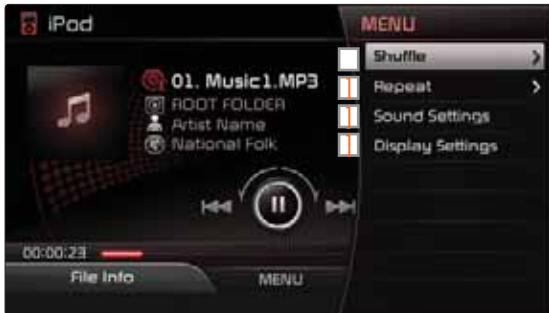 iPod
01. Music1.MP3
ROOT FOLDER
Artist Name
National Folk
00:00:23
File Info
MENU
MENU
Shuffle
Repeat
Sound Settings
Display Settings